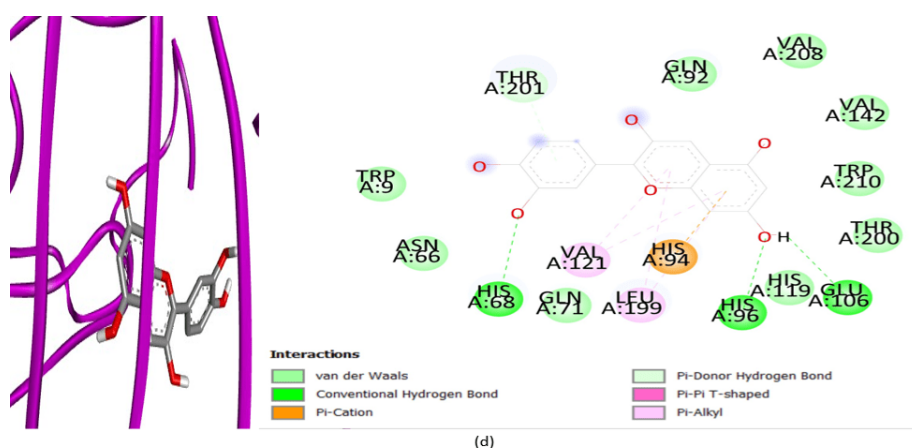 VAL
A:208
GLN
A:92
THR
A:201
VAL
A:142
O
O
O
TRP
A:9
TRP
A:210
O
O
THR
A:200
ASN
A:66
VAL
A:121
HIS
A:94
O H
HIS
A:68
GLN
A:71
LEU
A:199
HIS
A:96
HIS
A:119
GLU
A:106
Interactions
van der Waals
Conventional Hydrogen Bond
Pi-Cation
Pi-Donor Hydrogen Bond
Pi-Pi T-shaped
Pi-Alkyl
(d)